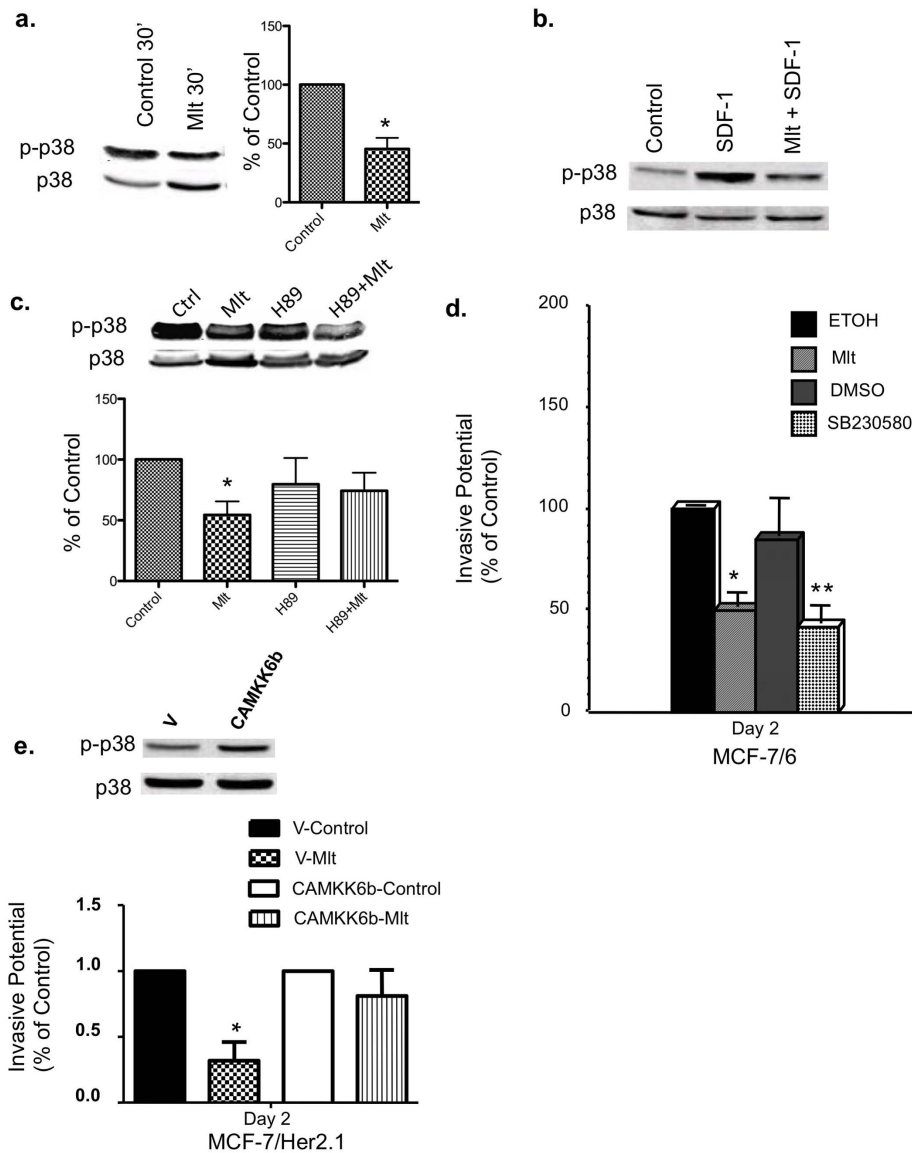 a.
Control 30'
Mlt 30'
p-p38
p38
% of Control
150
100
50
0
*
Control
Mlt
b.
Control
SDF-1
Mlt + SDF-1
p-p38
p38
c.
Ctrl
Mlt
H89
H89+Mlt
p-p38
p38
% of Control
150
100
50
0
*
Control
Mlt
H89
H89+Mlt
d.
Invasive Potential
(% of Control)
200
150
100
50
0
ETOH
Mlt
DMSO
SB230580
*
**
Day 2
MCF-7/6
e.
V
CAMKK6b
p-p38
p38
V-Control
V-Mlt
CAMKK6b-Control
CAMKK6b-Mlt
Invasive Potential
(% of Control)
1.5
1.0
0.5
0.0
*
Day 2
MCF-7/Her2.1